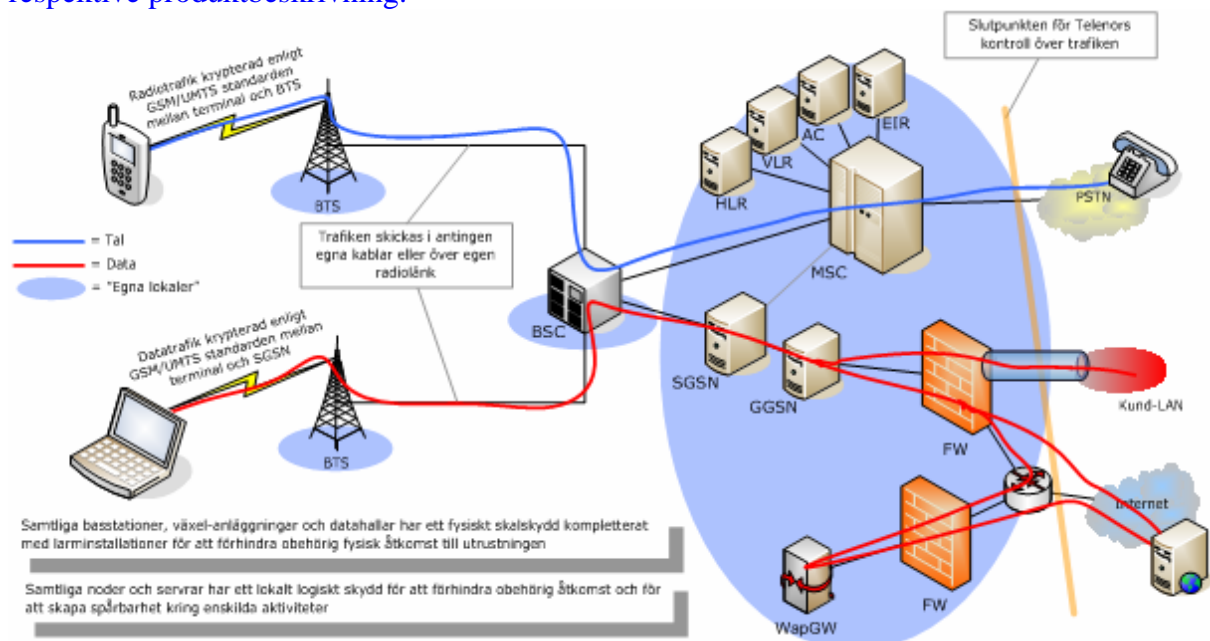 respektive produktbeskrivning.
Slutpunkten för Telenors
kontroll över trafiken
Radiotrafik krypterad enligt
GSM/UMTS standarden
mellan terminal och BTS
BTS
EIR
AC
VLR
HLR
MSC
PSTN
= Tal
= Data
= "Egna lokaler"
Trafiken skickas i antingen
egna kablar eller över egen
radiolänk
BSC
Datatrafik krypterad enligt
GSM/UMTS standarden mellan
terminal och SGSN
BTS
SGSN
GGSN
FW
Kund-LAN
Internet
Samtliga basstationer, växel-anläggningar och datahallar har ett fysiskt skalskydd kompletterat
med larminstallationer för att förhindra obehörig fysisk åtkomst till utrustningen
Samtliga noder och servrar har ett lokalt logiskt skydd för att förhindra obehörig åtkomst och för
att skapa spårbarhet kring enskilda aktiviteter
WapGW
FW